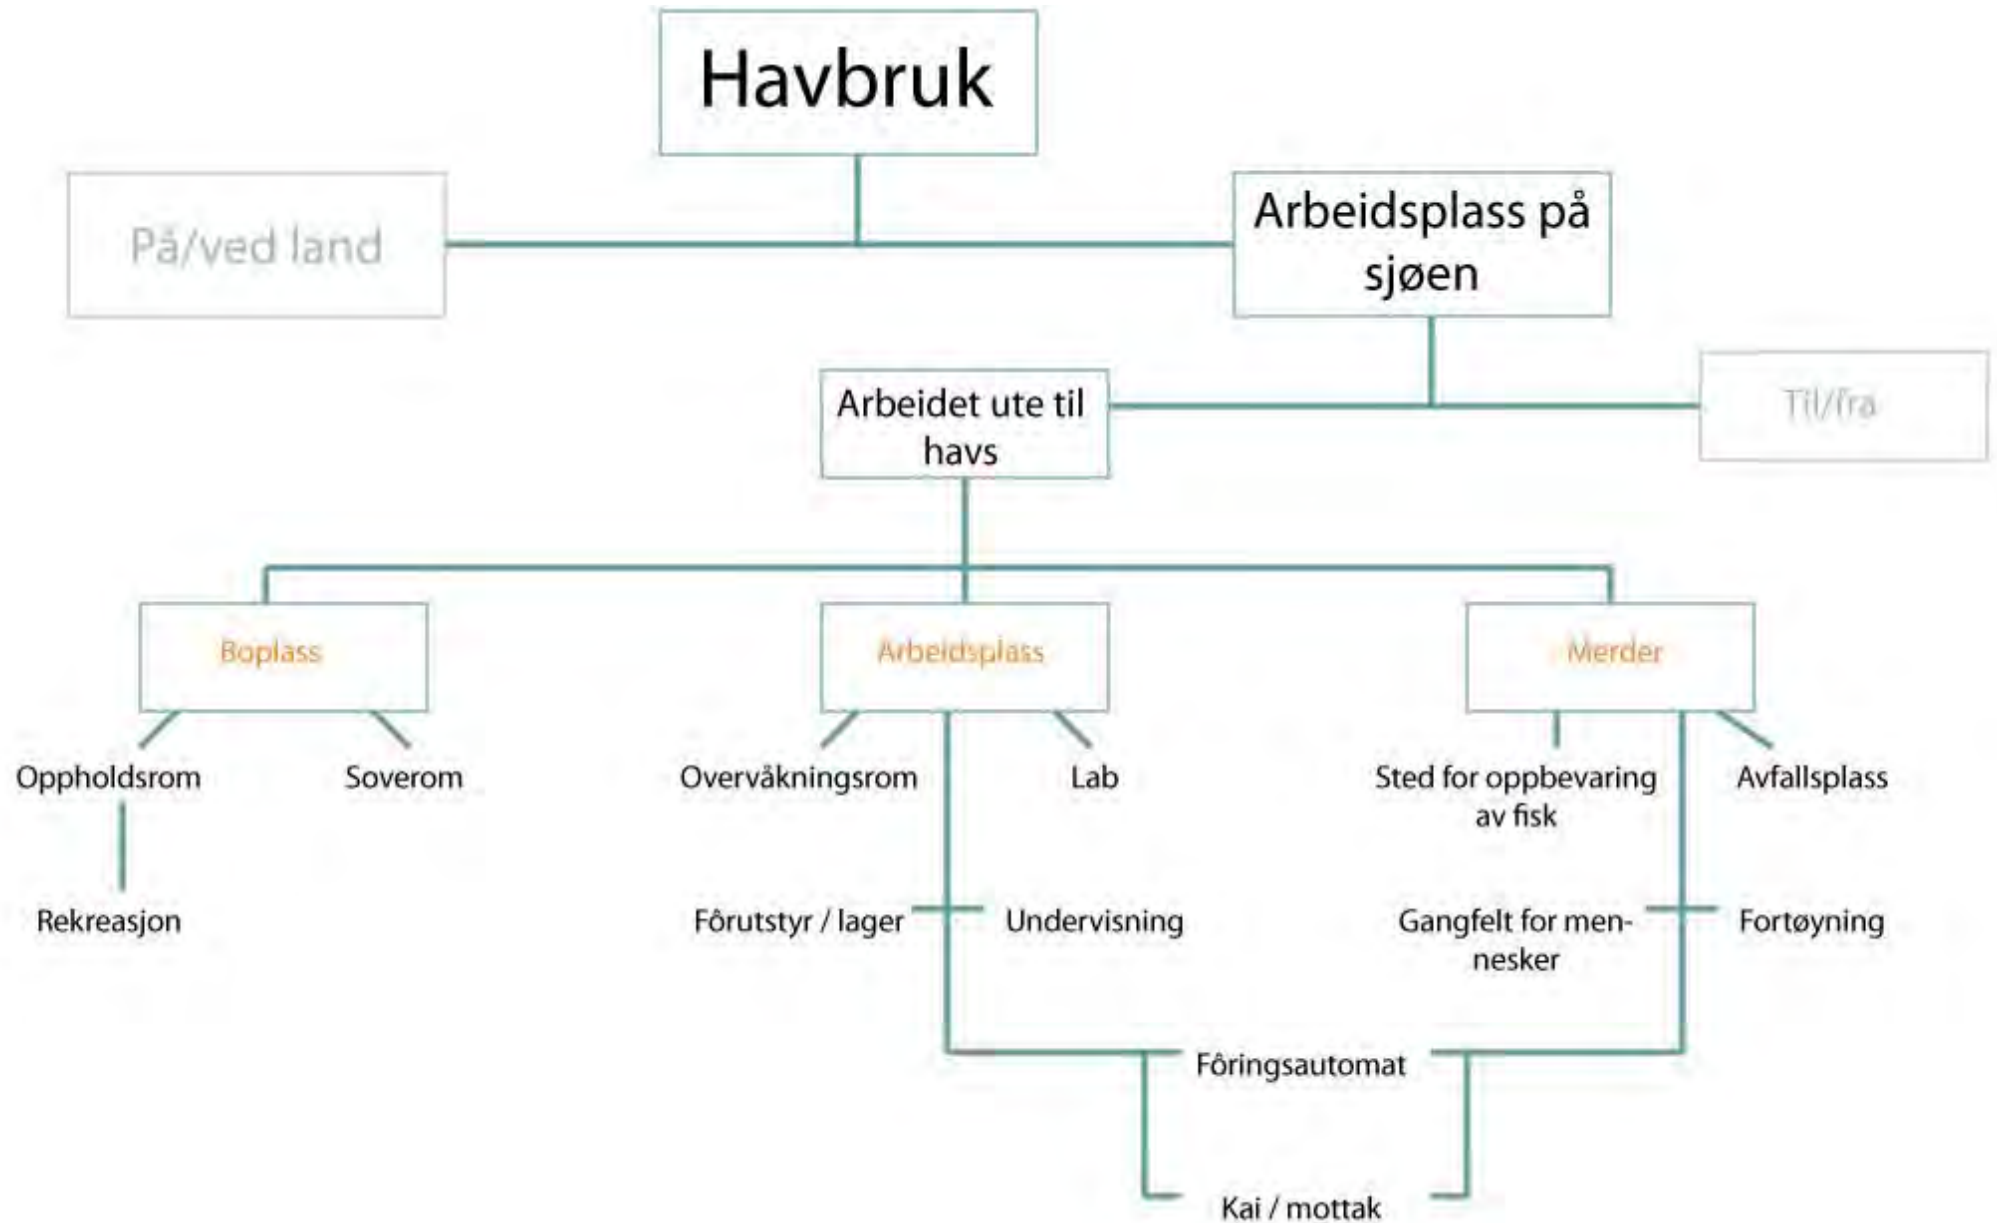 Havbruk
På/ved land
Arbeidsplass på
sjøen
Arbeidet ute til
havs
Til/fra
Boplass
Arbeidsplass
Merder
Oppholdsrom
Soverom
Overvåkningsrom
Lab
Sted for oppbevaring
av fisk
Avfallsplass
Rekreasjon
Fôrutstyr / lager
Undervisning
Gangfelt for men-
nesker
Fortøyning
Fôringsautomat
Kai / mottak